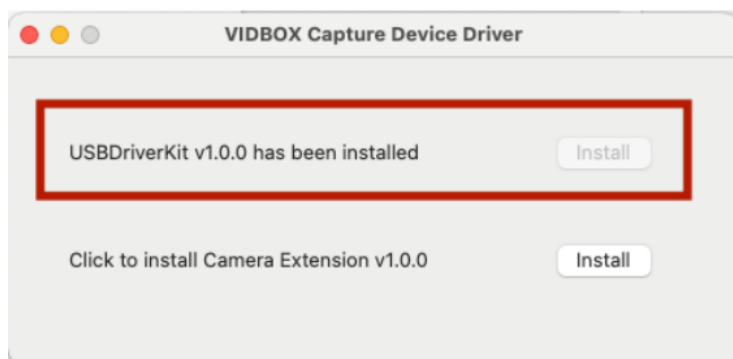 VIDBOX Capture Device Driver
USBDriverKit v1.0.0 has been installed Install
Click to install Camera Extension v1.0.0 Install